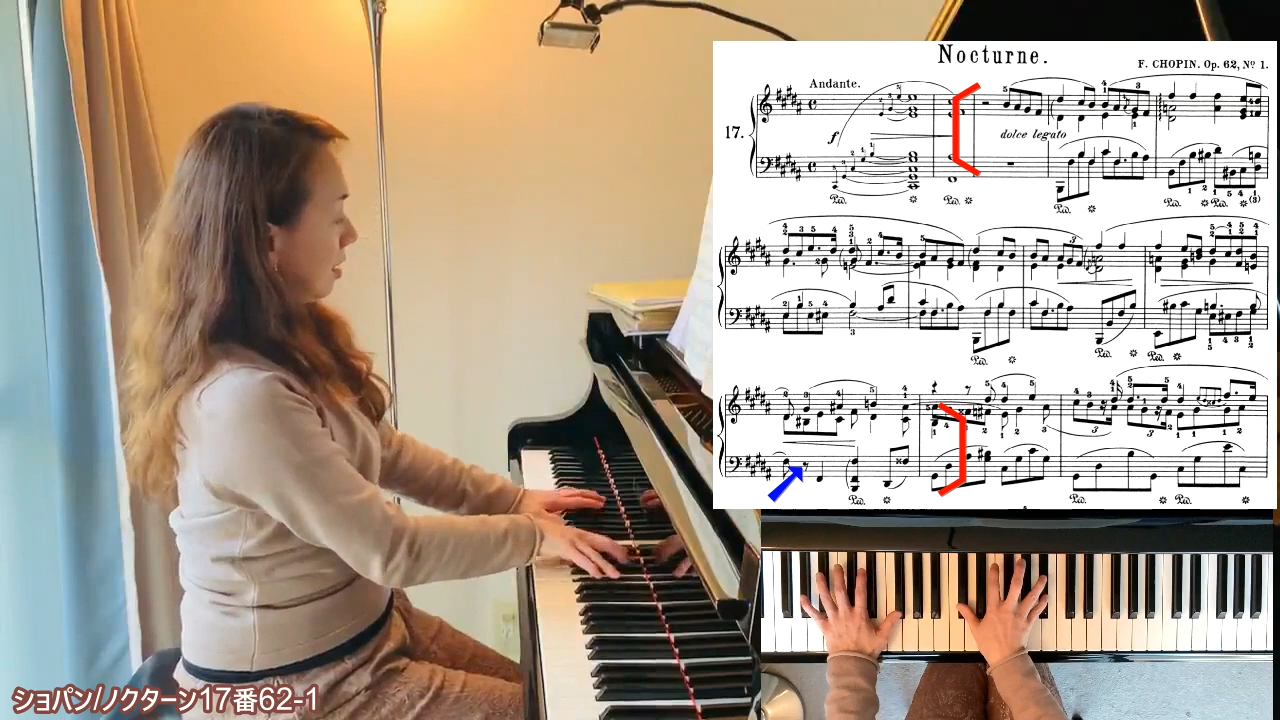 Nocturne.
F. CHOPIN. Op. 62, Nº 1.
Andante.
17.
f
dolce legato
ショパン/ノクターン17番62-1